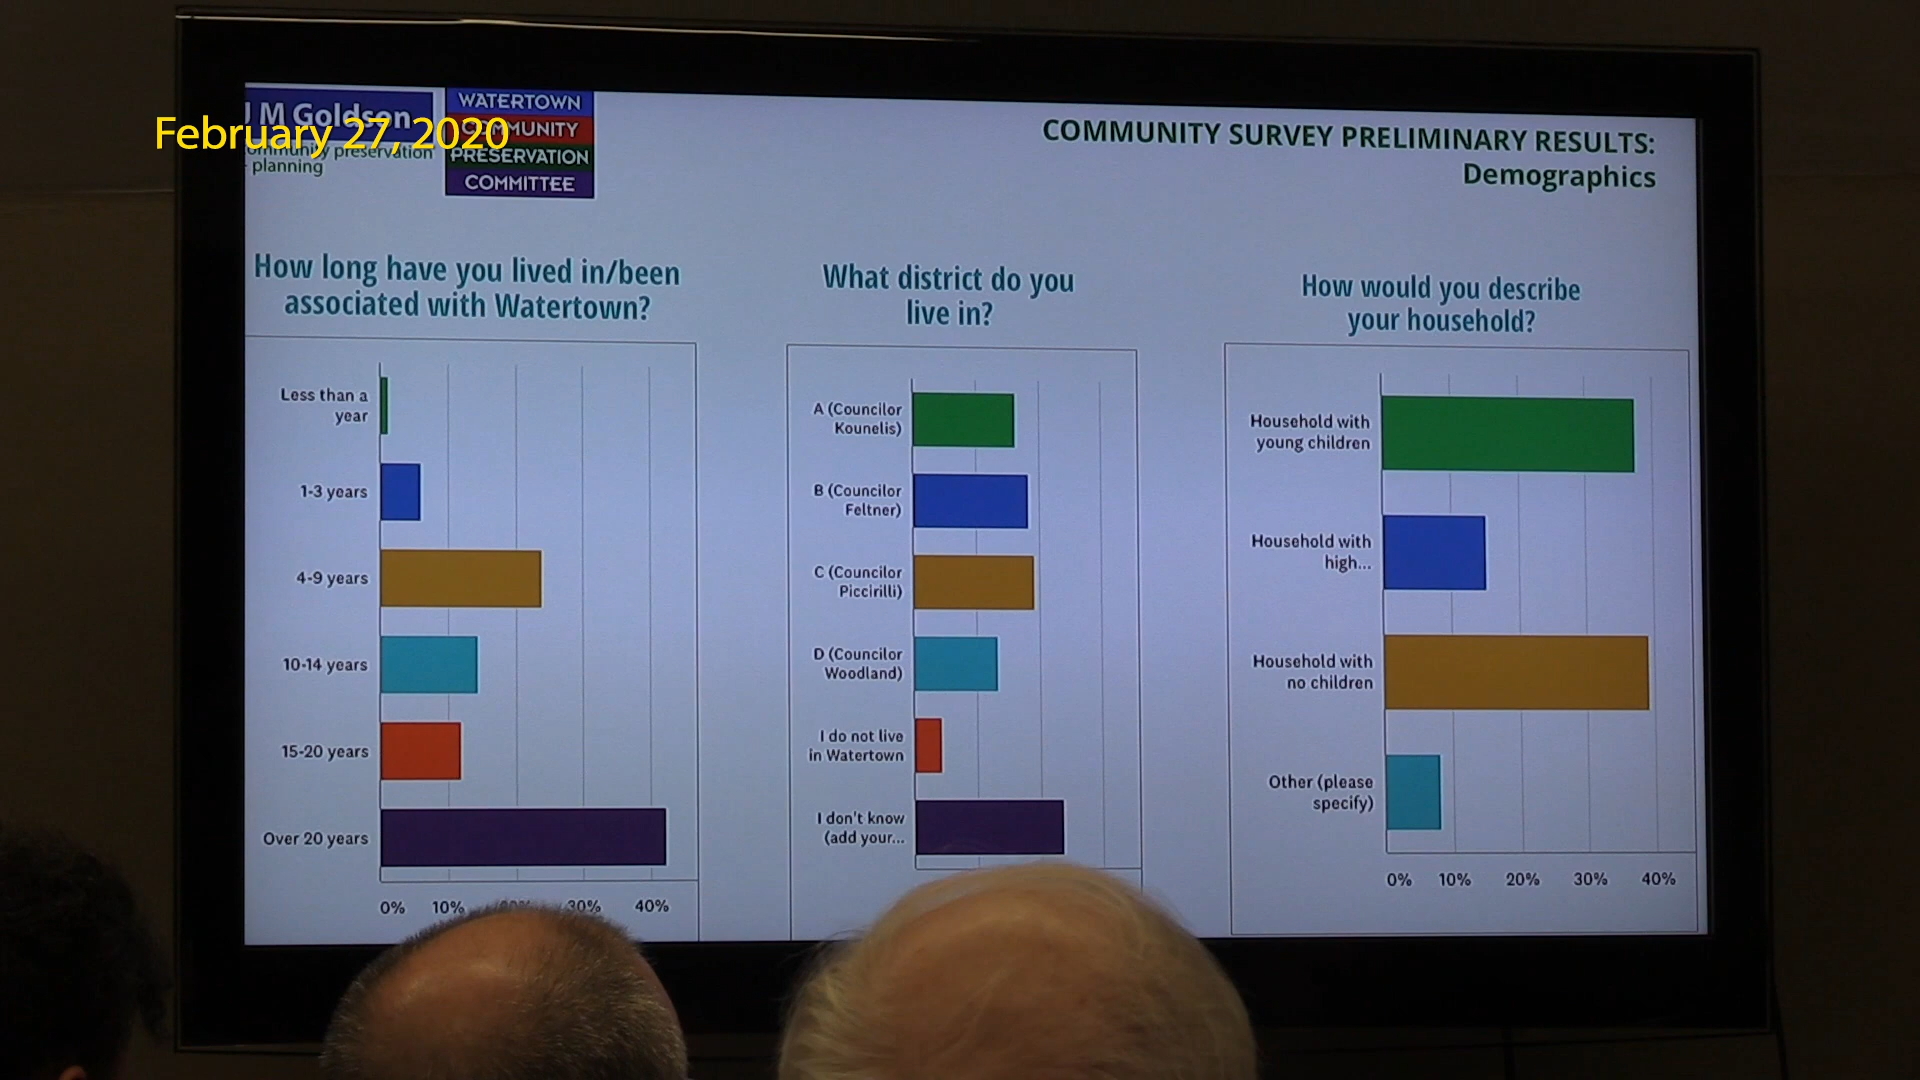 February 27, 2020
J M Goldson
community preservation
+ planning
WATERTOWN
COMMUNITY
PRESERVATION
COMMITTEE
COMMUNITY SURVEY PRELIMINARY RESULTS:
Demographics
How long have you lived in/been
associated with Watertown?
Less than a
year
1-3 years
4-9 years
10-14 years
15-20 years
Over 20 years
0% 10% 20% 30% 40%
What district do you
live in?
A (Councilor
Kounelis)
B (Councilor
Feltner)
C (Councilor
Piccirilli)
D (Councilor
Woodland)
I do not live
in Watertown
I don't know
(add your...
How would you describe
your household?
Household with
young children
Household with
high...
Household with
no children
Other (please
specify)
0% 10% 20% 30% 40%